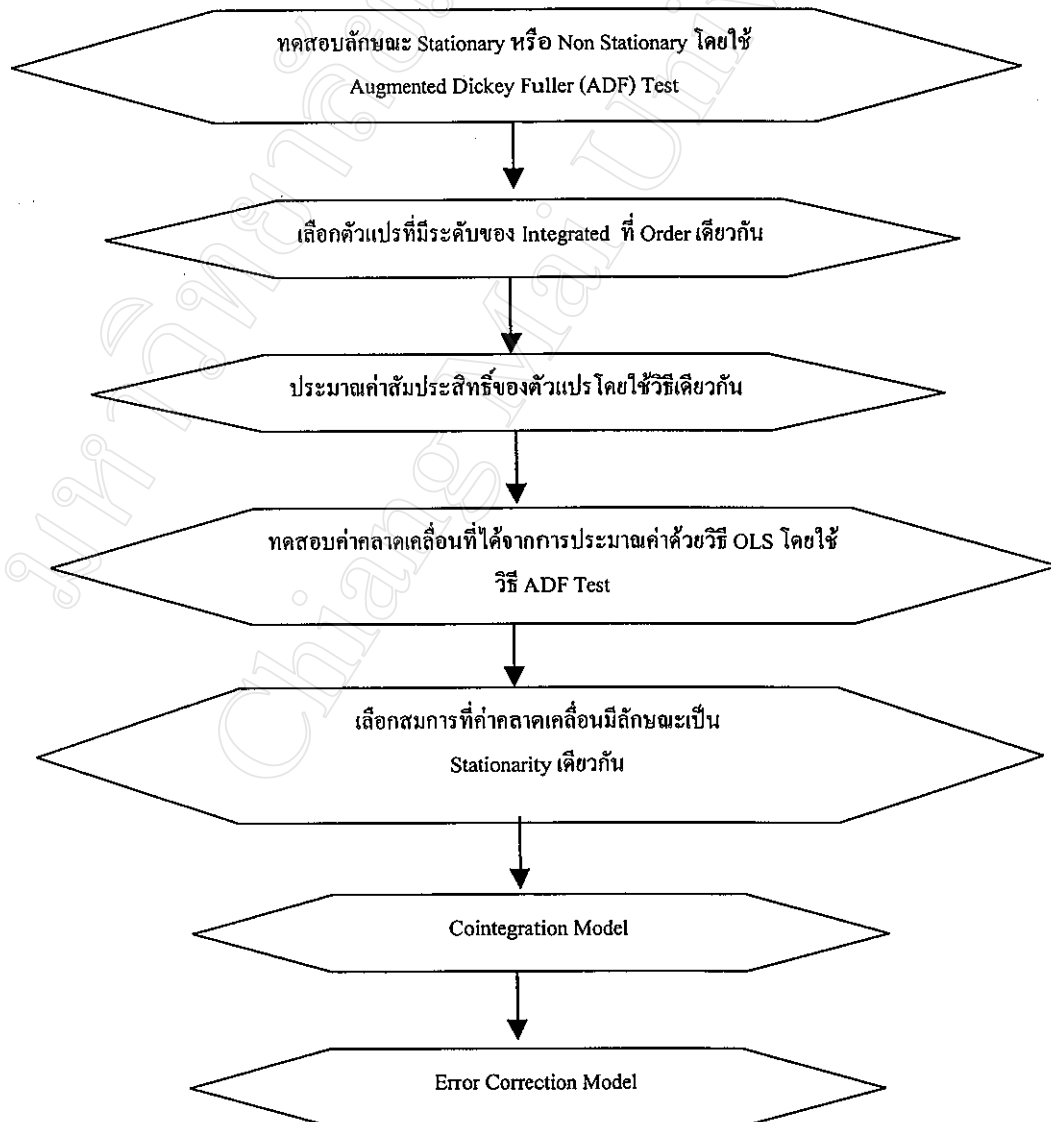 ทดสอบลักษณะ Stationary หรือ Non Stationary โดยใช้
Augmented Dickey Fuller (ADF) Test
เลือกตัวแปรที่มีระดับของ Integrated ที่ Order เดียวกัน
ประมาณค่าสัมประสิทธิ์ของตัวแปรโดยใช้วิธีเดียวกัน
ทดสอบค่าคลาดเคลื่อนที่ได้จากการประมาณค่าด้วยวิธี OLS โดยใช้
วิธี ADF Test
เลือกสมการที่ค่าคลาดเคลื่อนมีลักษณะเป็น
Stationarity เดียวกัน
Cointegration Model
Error Correction Model
Chiang Mai Univ